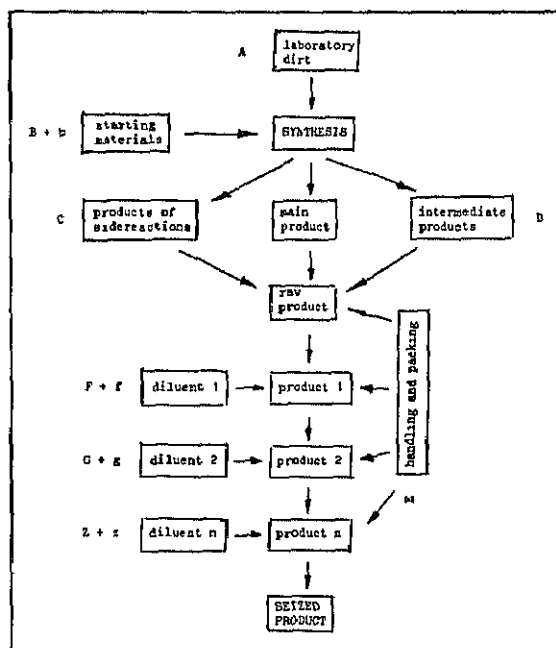 A
laboratory
dirt
B + b
starting
materials
SYNTHESIS
C
products of
sidereactions
main
product
intermediate
products
D
raw
product
handling and packing
F + f
diluent 1
product 1
G + g
diluent 2
product 2
Z + z
diluent n
product n
SEIZED
PRODUCT